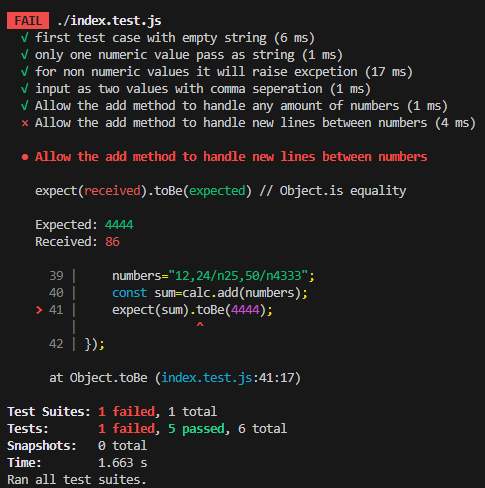 FAIL ./index.test.js
√ first test case with empty string (6 ms)
√ only one numeric value pass as string (1 ms)
√ for non numeric values it will raise excpetion (17 ms)
√ input as two values with comma seperation (1 ms)
√ Allow the add method to handle any amount of numbers (1 ms)
× Allow the add method to handle new lines between numbers (4 ms)
● Allow the add method to handle new lines between numbers
expect(received).toBe(expected) // Object.is equality
Expected: 4444
Received: 86
39 | numbers="12,24/n25,50/n4333";
40 | const sum=calc.add(numbers);
> 41 | expect(sum).toBe(4444);
| ^
42 | });
at Object.toBe (index.test.js:41:17)
Test Suites: 1 failed, 1 total
Tests: 1 failed, 5 passed, 6 total
Snapshots: 0 total
Time: 1.663 s
Ran all test suites.